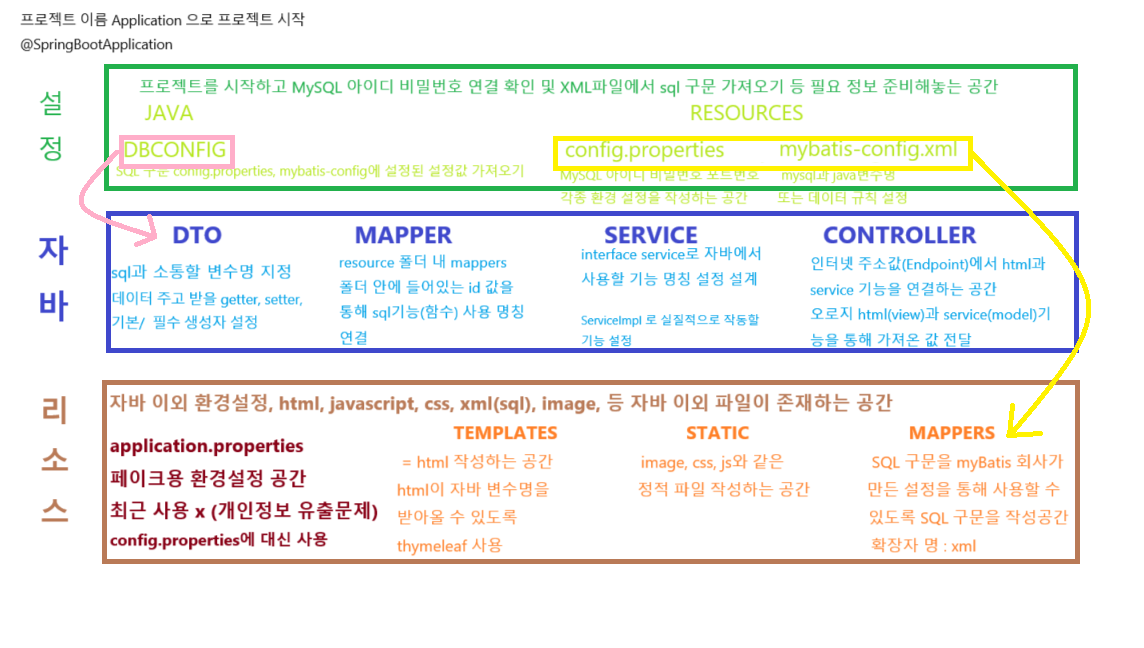 프로젝트 이름 Application 으로 프로젝트 시작
@SpringBootApplication
설정
프로젝트를 시작하고 MySQL 아이디 비밀번호 연결 확인 및 XML파일에서 sql 구문 가져오기 등 필요 정보 준비해놓는 공간
JAVA
DBCONFIG
SQL 구문 config.properties, mybatis-config에 설정된 설정값 가져오기
RESOURCES
config.properties
MySQL 아이디 비밀번호 포트번호
각종 환경 설정을 작성하는 공간
mybatis-config.xml
mysql과 java변수명
또는 데이터 규칙 설정
자바
DTO
sql과 소통할 변수명 지정
데이터 주고 받을 getter, setter,
기본/ 필수 생성자 설정
MAPPER
resource 폴더 내 mappers
폴더 안에 들어있는 id 값을
통해 sql기능(함수) 사용 명칭
연결
SERVICE
interface service로 자바에서
사용할 기능 명칭 설정 설계
ServiceImpl 로 실질적으로 작동할
기능 설정
CONTROLLER
인터넷 주소값(Endpoint)에서 html과
service 기능을 연결하는 공간
오로지 html(view)과 service(model)기
능을 통해 가져온 값 전달
리소스
자바 이외 환경설정, html, javascript, css, xml(sql), image, 등 자바 이외 파일이 존재하는 공간
application.properties
페이크용 환경설정 공간
최근 사용 x (개인정보 유출문제)
config.properties에 대신 사용
TEMPLATES
= html 작성하는 공간
html이 자바 변수명을
받아올 수 있도록
thymeleaf 사용
STATIC
image, css, js와 같은
정적 파일 작성하는 공간
MAPPERS
SQL 구문을 myBatis 회사가
만든 설정을 통해 사용할 수
있도록 SQL 구문을 작성공간
확장자 명 : xml